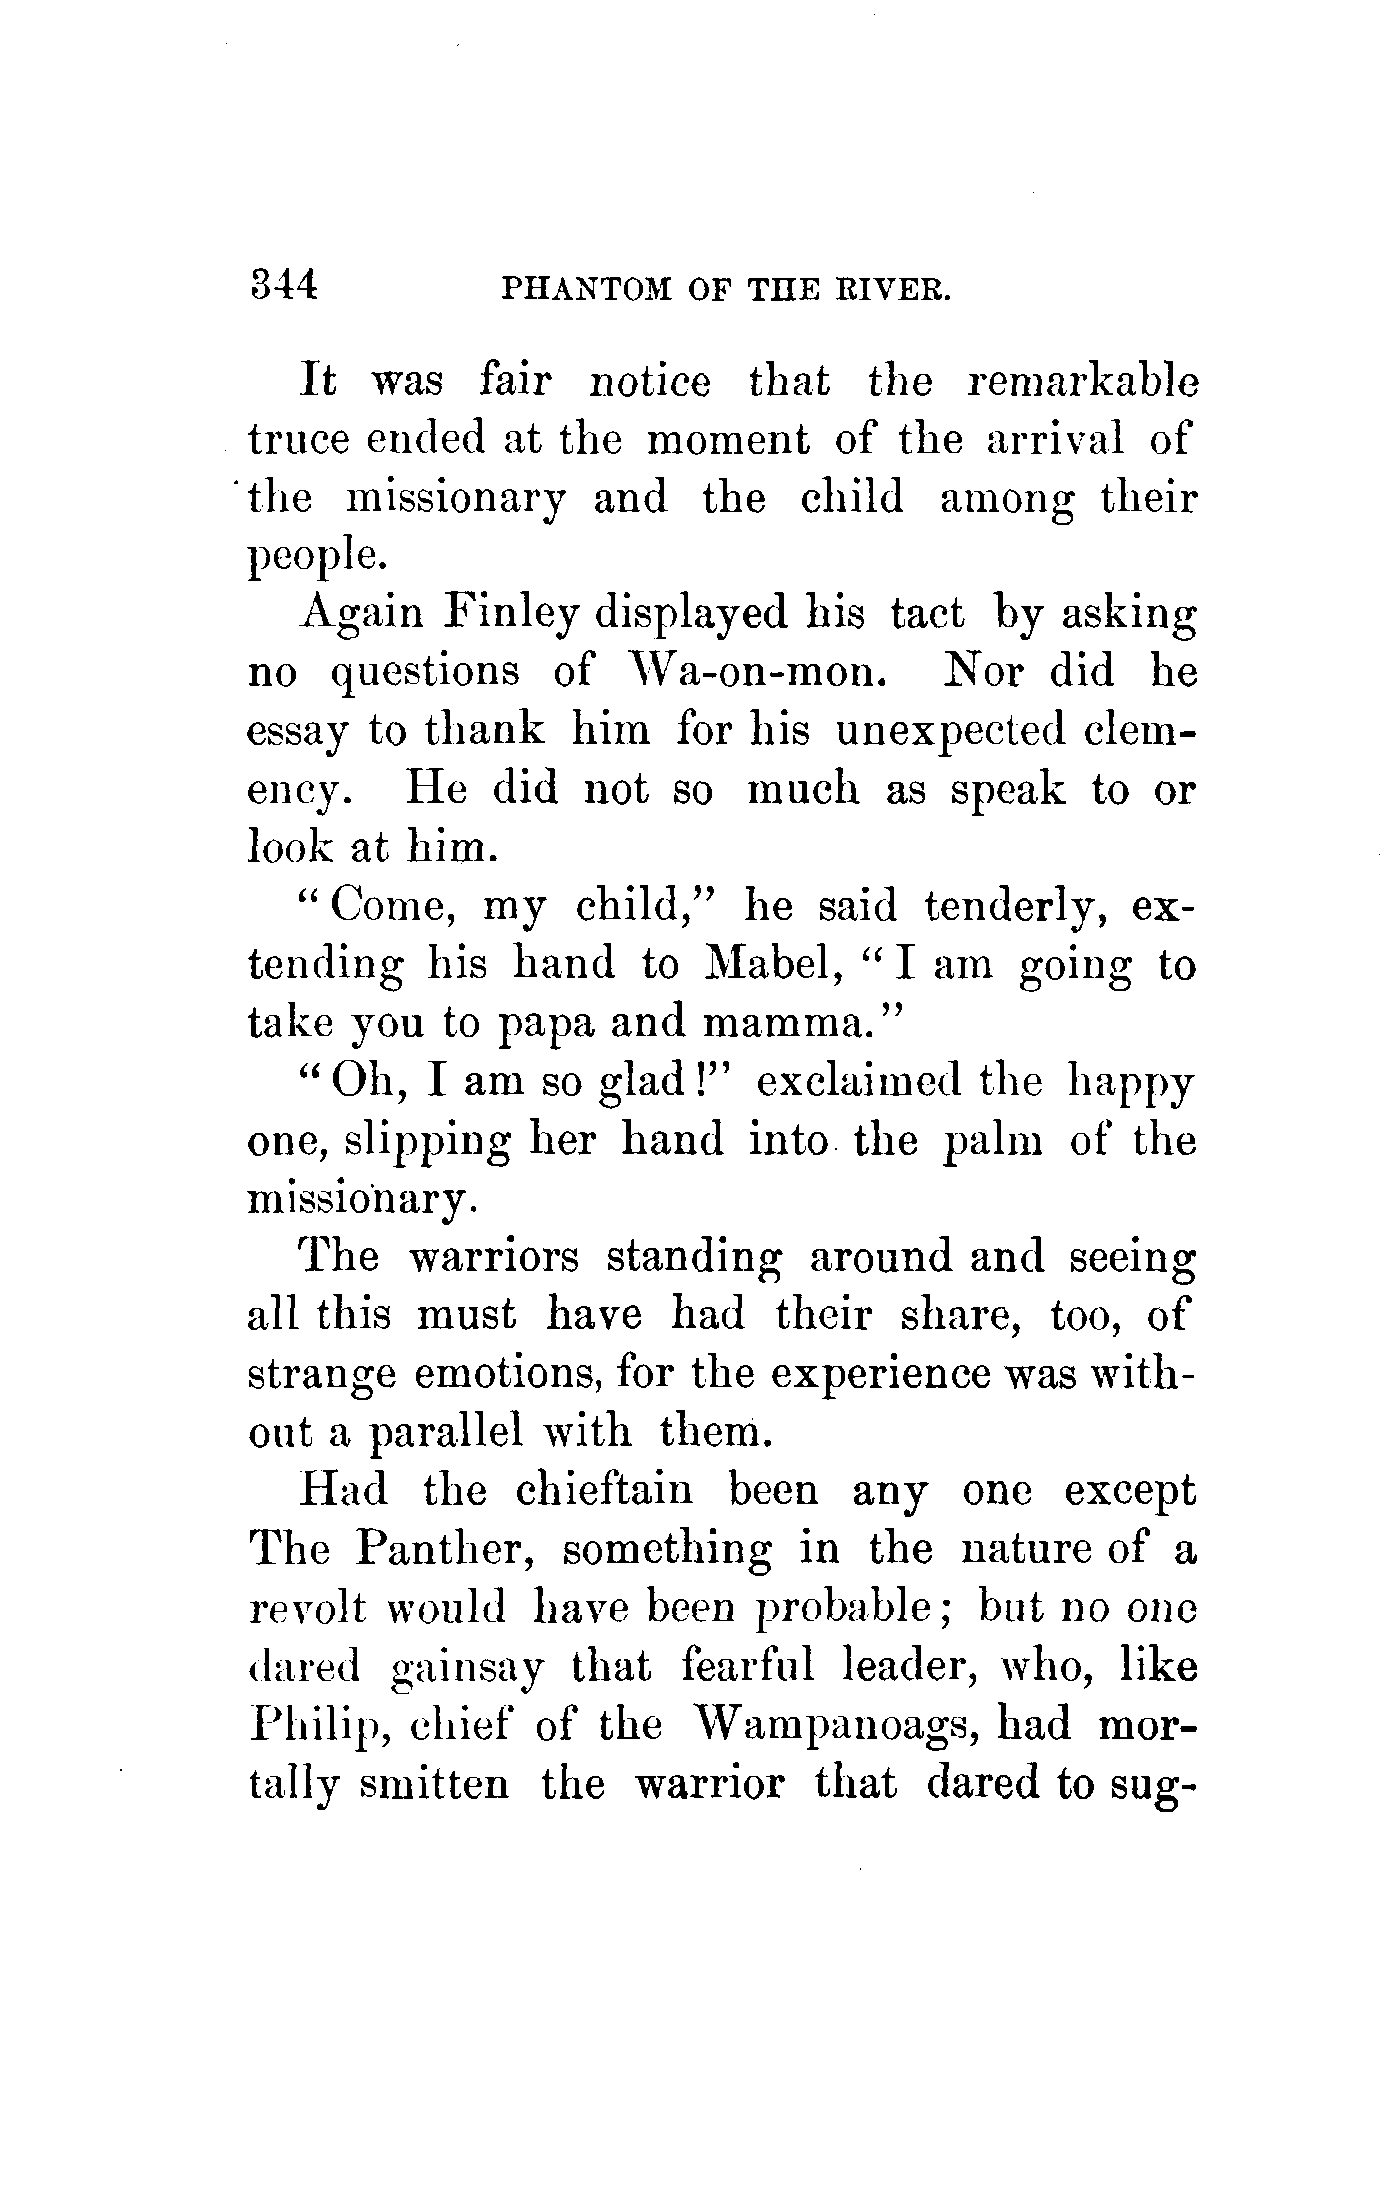 344 PHANTOM OF THE RIVER.
It was fair notice that the remarkable
truce ended at the moment of the arrival of
the missionary and the child among their
people.
Again Finley displayed his tact by asking
no questions of Wa-on-mon. Nor did he
essay to thank him for his unexpected clem-
ency. He did not so much as speak to or
look at him.
" Come, my child," he said tenderly, ex-
tending his hand to Mabel, " I am going to
take you to papa and mamma."
" Oh, I am so glad !" exclaimed the happy
one, slipping her hand into the palm of the
missionary.
The warriors standing around and seeing
all this must have had their share, too, of
strange emotions, for the experience was with-
out a parallel with them.
Had the chieftain been any one except
The Panther, something in the nature of a
revolt would have been probable ; but no one
dared gainsay that fearful leader, who, like
Philip, chief of the Wampanoags, had mor-
tally smitten the warrior that dared to sug-